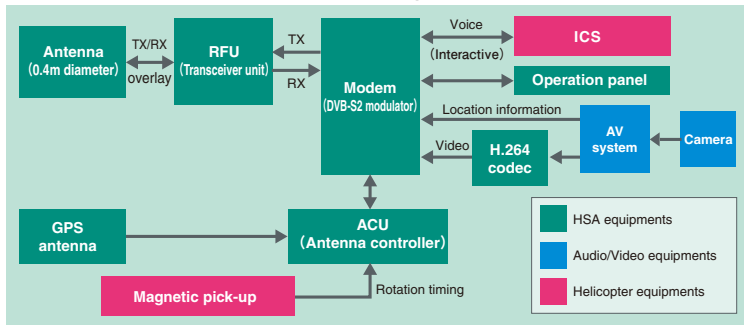 Antenna
(0.4m diameter)
TX/RX
overlay
RFU
(Transceiver unit)
TX
RX
Modem
(DVB-S2 modulator)
Voice
(Interactive)
ICS
Operation panel
Location information
Video
H.264
codec
AV
system
Camera
GPS
antenna
ACU
(Antenna controller)
Magnetic pick-up
Rotation timing
HSA equipments
Audio/Video equipments
Helicopter equipments